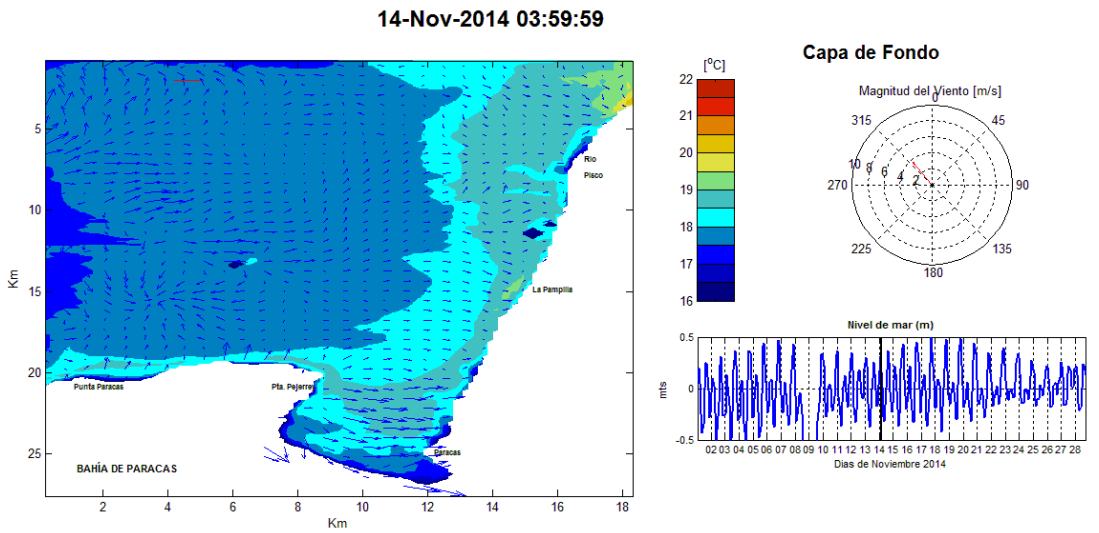 14-Nov-2014 03:59:59
Capa de Fondo
[°C]
22
21
20
19
18
17
16
Magnitud del Viento [m/s]
0
45
90
135
180
225
270
315
10
8
6
4
2
Km
5
10
15
20
25
2
4
6
8
10
12
14
16
18
Km
Rio
Pisco
La Pampilla
Punta Paracas
Pta. Pejerrey
Paracas
BAHÍA DE PARACAS
Nivel de mar (m)
mts
0.5
0
-0.5
02 03 04 05 06 07 08 09 10 11 12 13 14 15 16 17 18 19 20 21 22 23 24 25 26 27 28
Dias de Noviembre 2014